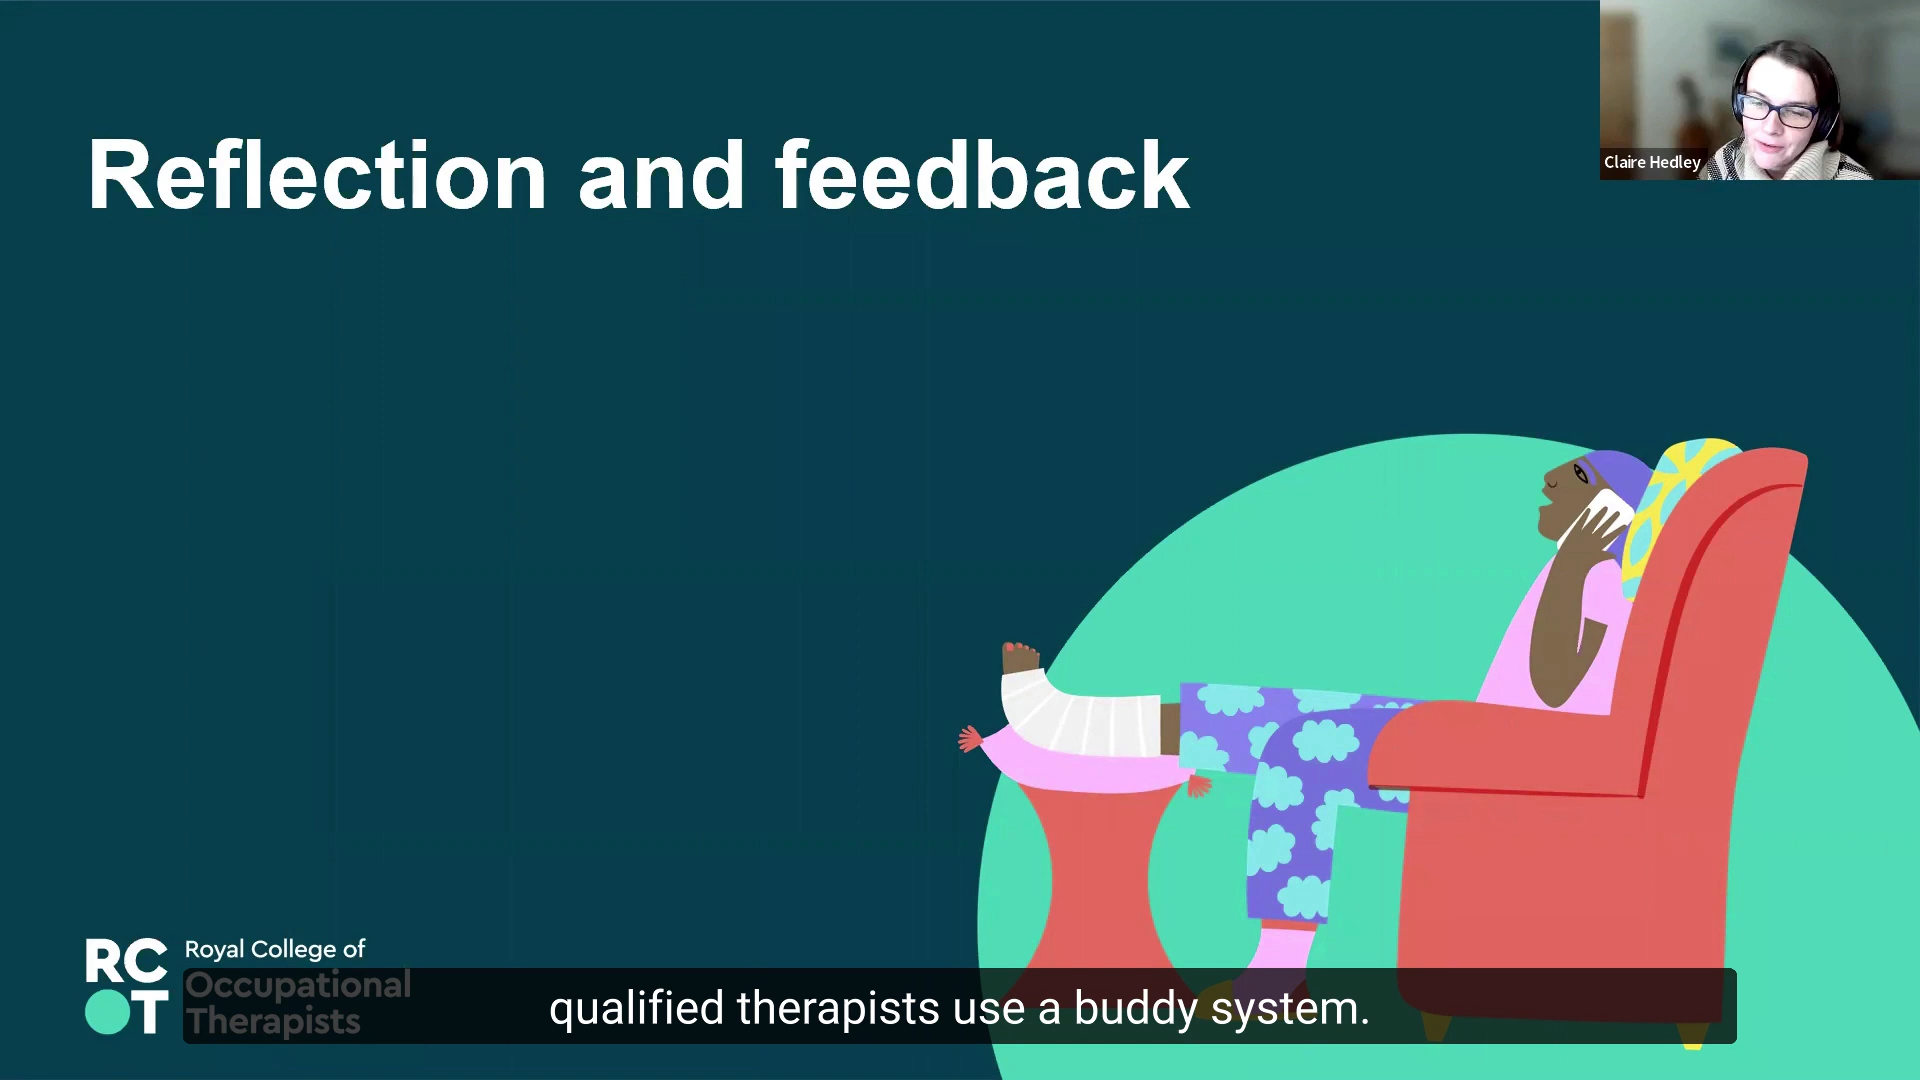 Reflection and feedback
Claire Hedley
RC
OT
Royal College of
Occupational
Therapists
qualified therapists use a buddy system.